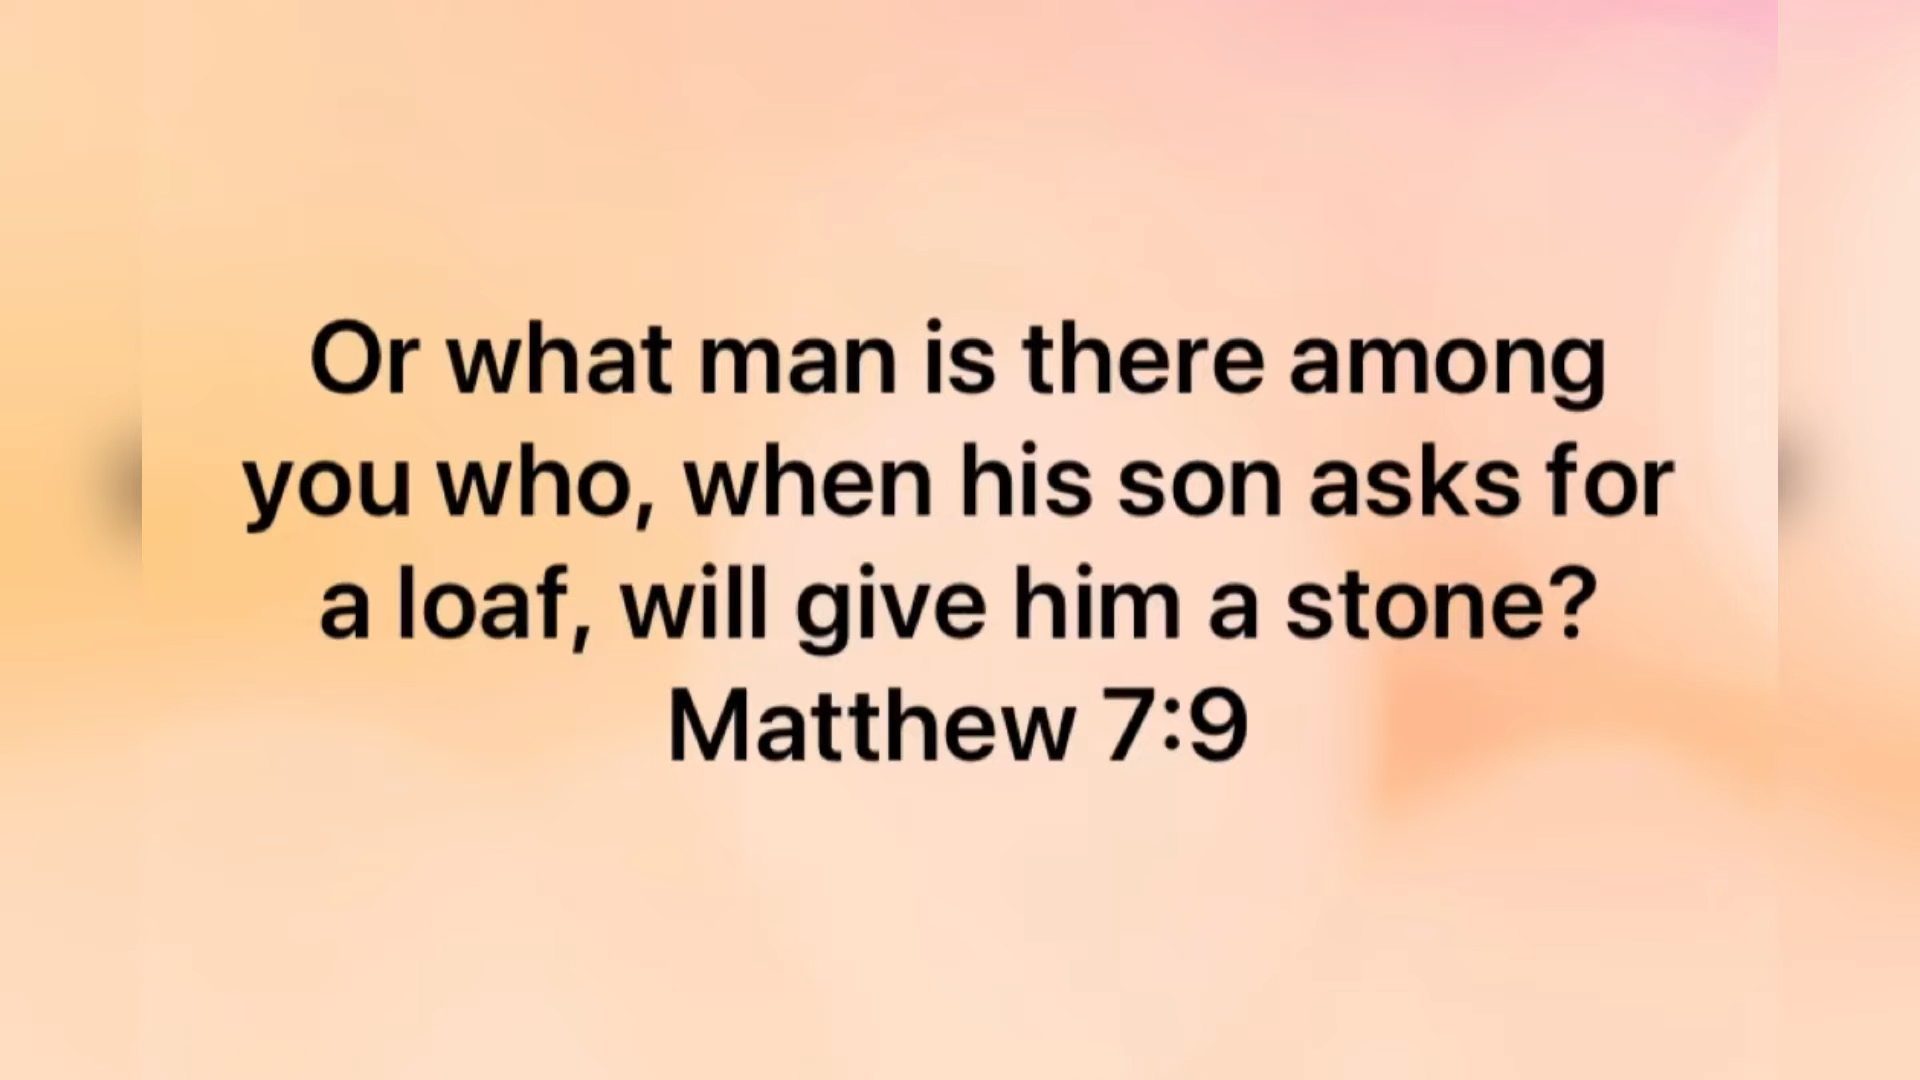 Or what man is there among
you who, when his son asks for
a loaf, will give him a stone?
Matthew 7:9